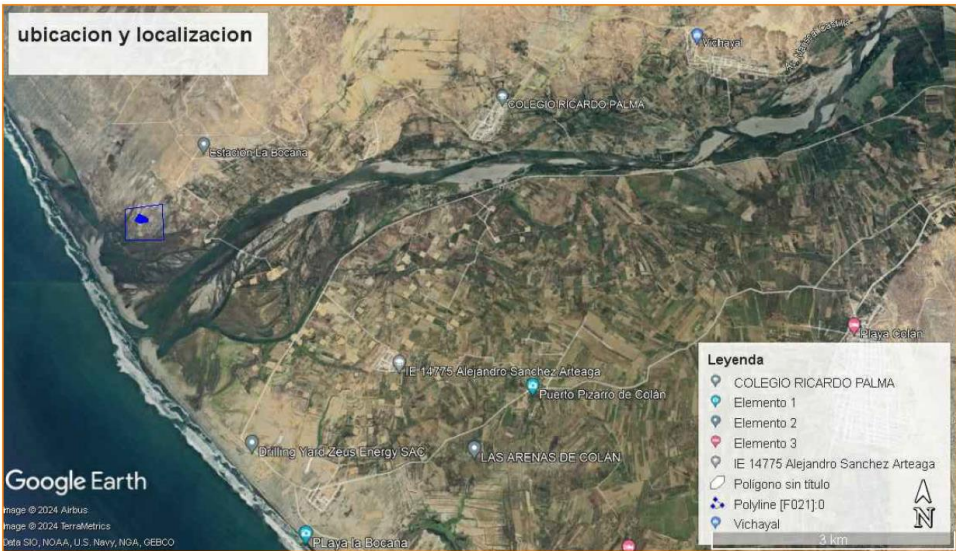 ubicacion y localizacion
Vichayal
COLEGIO RICARDO PALMA
Estación La Bocana
Playa Colán
IE 14775 Alejandro Sanchez Arteaga
Puerto Pizarro de Colán
Drilling Yard Zeus Energy SAC
LAS ARENAS DE COLÁN
PLaya la Bocana
Leyenda
COLEGIO RICARDO PALMA
Elemento 1
Elemento 2
Elemento 3
IE 14775 Alejandro Sanchez Arteaga
Polígono sin título
Polyline [F021]:0
Vichayal
N
3 km
Google Earth
Image © 2024 Airbus
Image © 2024 TerraMetrics
Data SIO, NOAA, U.S. Navy, NGA, GEBCO